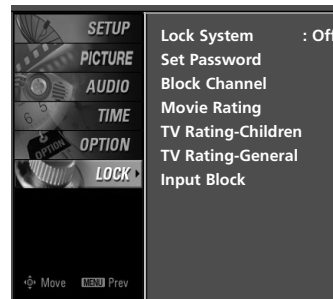 SETUP
PICTURE
AUDIO
TIME
OPTION
LOCK
Move MENU Prev
Lock System : Off
Set Password
Block Channel
Movie Rating
TV Rating-Children
TV Rating-General
Input Block